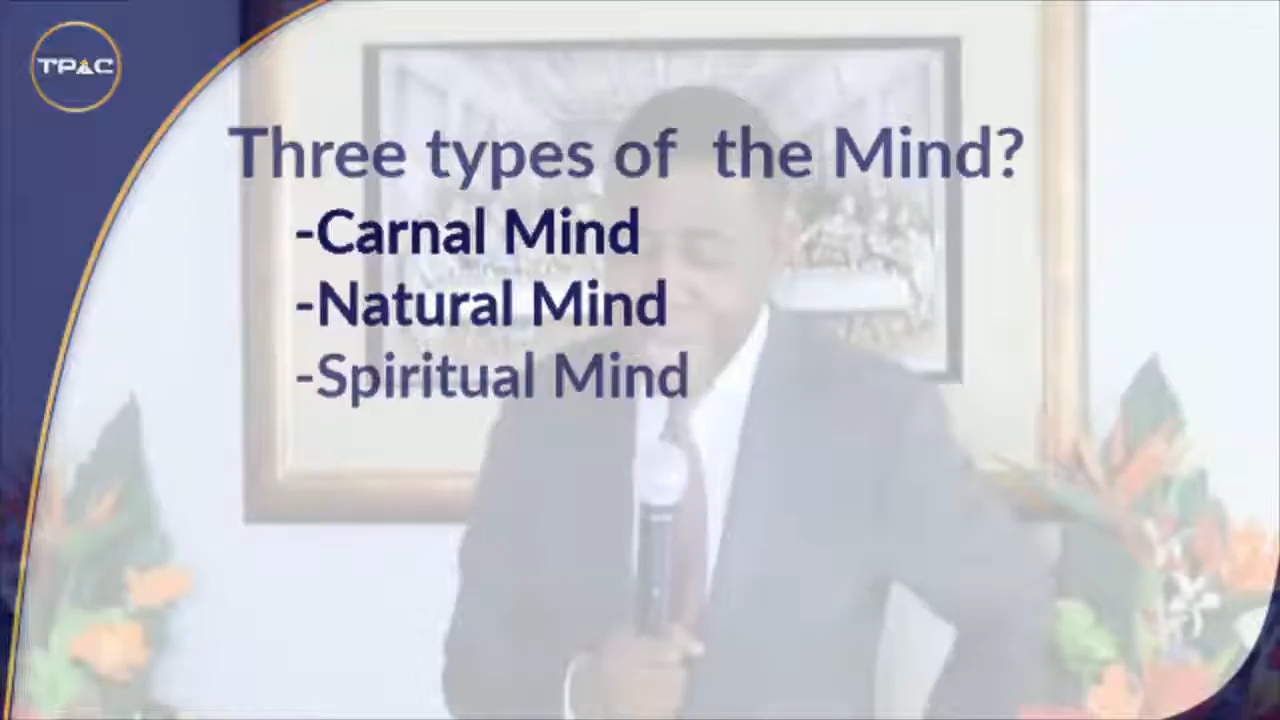 TPAC
Three types of  the Mind?
-Carnal Mind
-Natural Mind
-Spiritual Mind